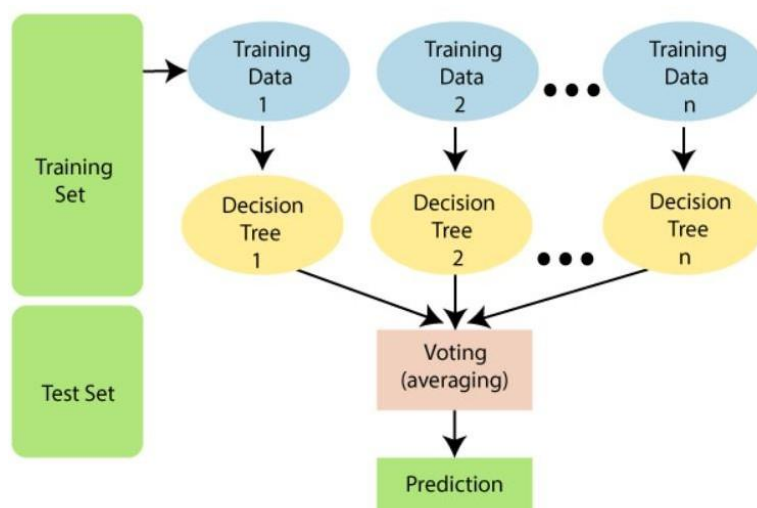 Training
Set
Test Set
Training
Data
1
Training
Data
2
Training
Data
n
Decision
Tree
1
Decision
Tree
2
Decision
Tree
n
Voting
(averaging)
Prediction